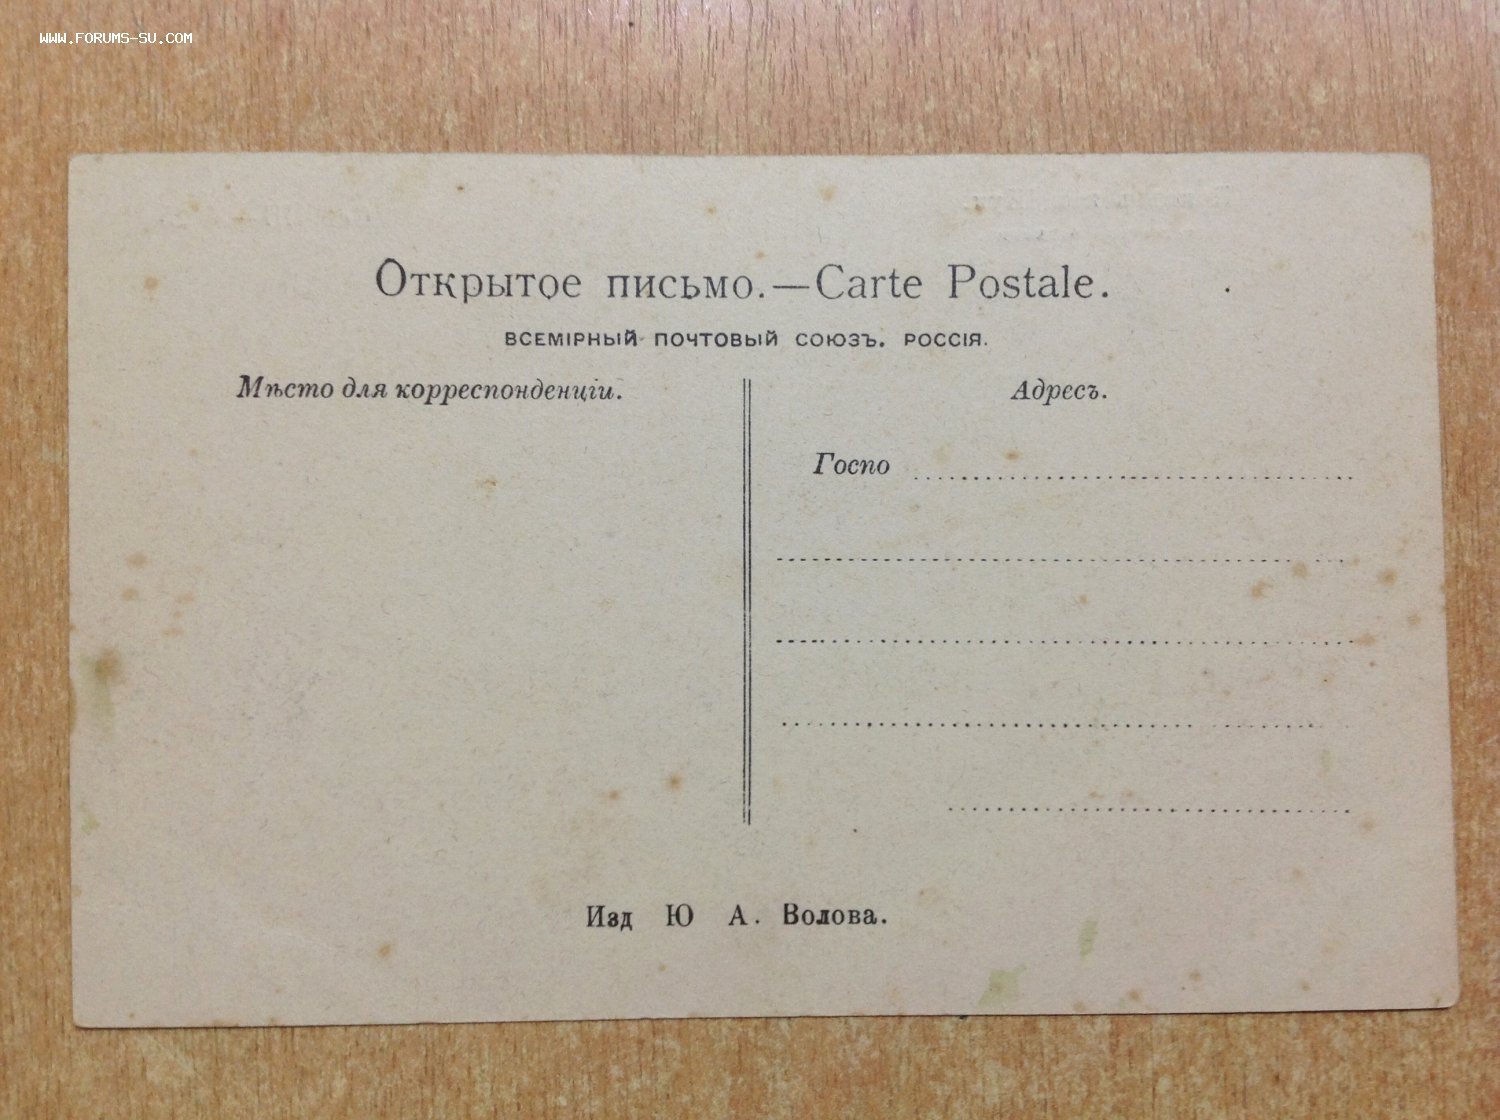 WWW.FORUMS-SU.COM
Открытое письмо.—Carte Postale.
ВСЕМІРНЫЙ ПОЧТОВЫЙ СОЮЗЪ. РОССІЯ.
Мѣсто для корреспонденціи.
Адресъ.
Госпо
Изд Ю А. Волова.